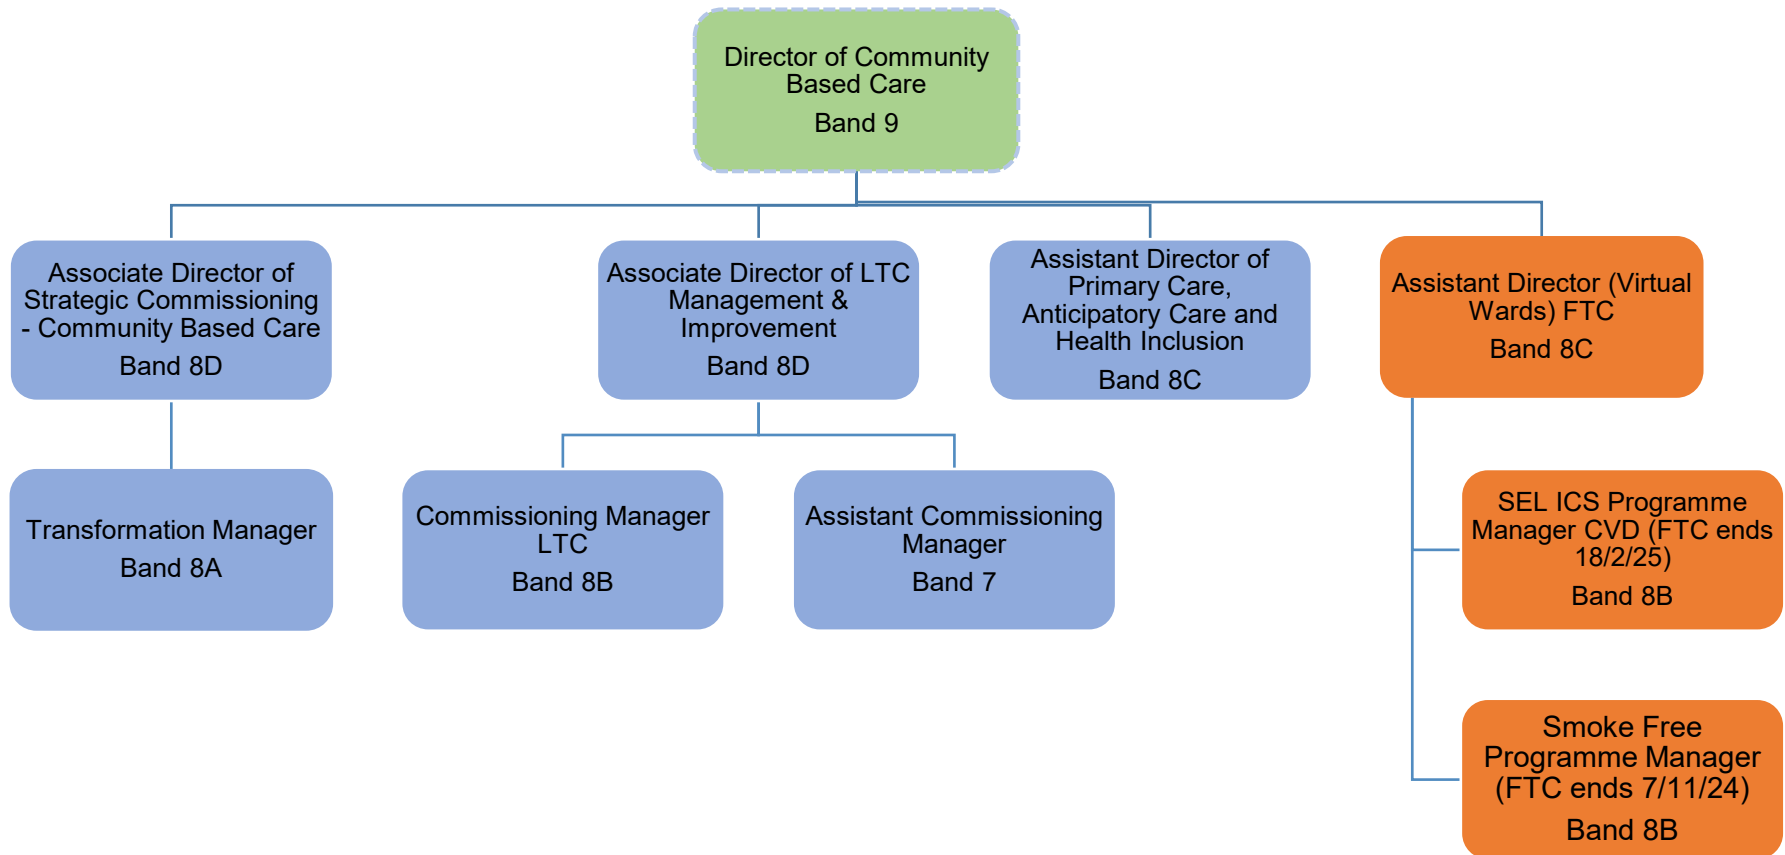 Director of Community
Based Care
Band 9
Associate Director of
Strategic Commissioning
- Community Based Care
Band 8D
Associate Director of LTC
Management &
Improvement
Band 8D
Assistant Director of
Primary Care,
Anticipatory Care and
Health Inclusion
Band 8C
Assistant Director (Virtual
Wards) FTC
Band 8C
Transformation Manager
Band 8A
Commissioning Manager
LTC
Band 8B
Assistant Commissioning
Manager
Band 7
SEL ICS Programme
Manager CVD (FTC ends
18/2/25)
Band 8B
Smoke Free
Programme Manager
(FTC ends 7/11/24)
Band 8B